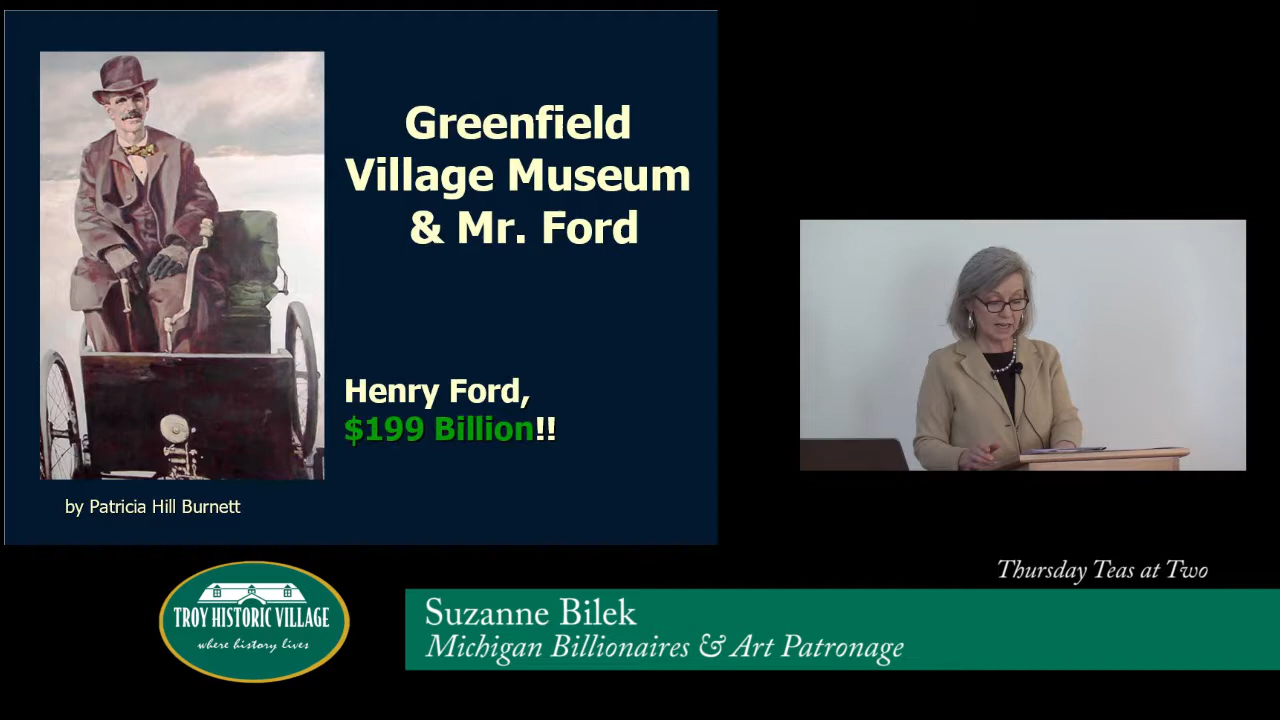 Greenfield
Village Museum
& Mr. Ford
Henry Ford,
$199 Billion!!
by Patricia Hill Burnett
Thursday Teas at Two
TROY HISTORIC VILLAGE
where history lives
Suzanne Bilek
Michigan Billionaires & Art Patronage